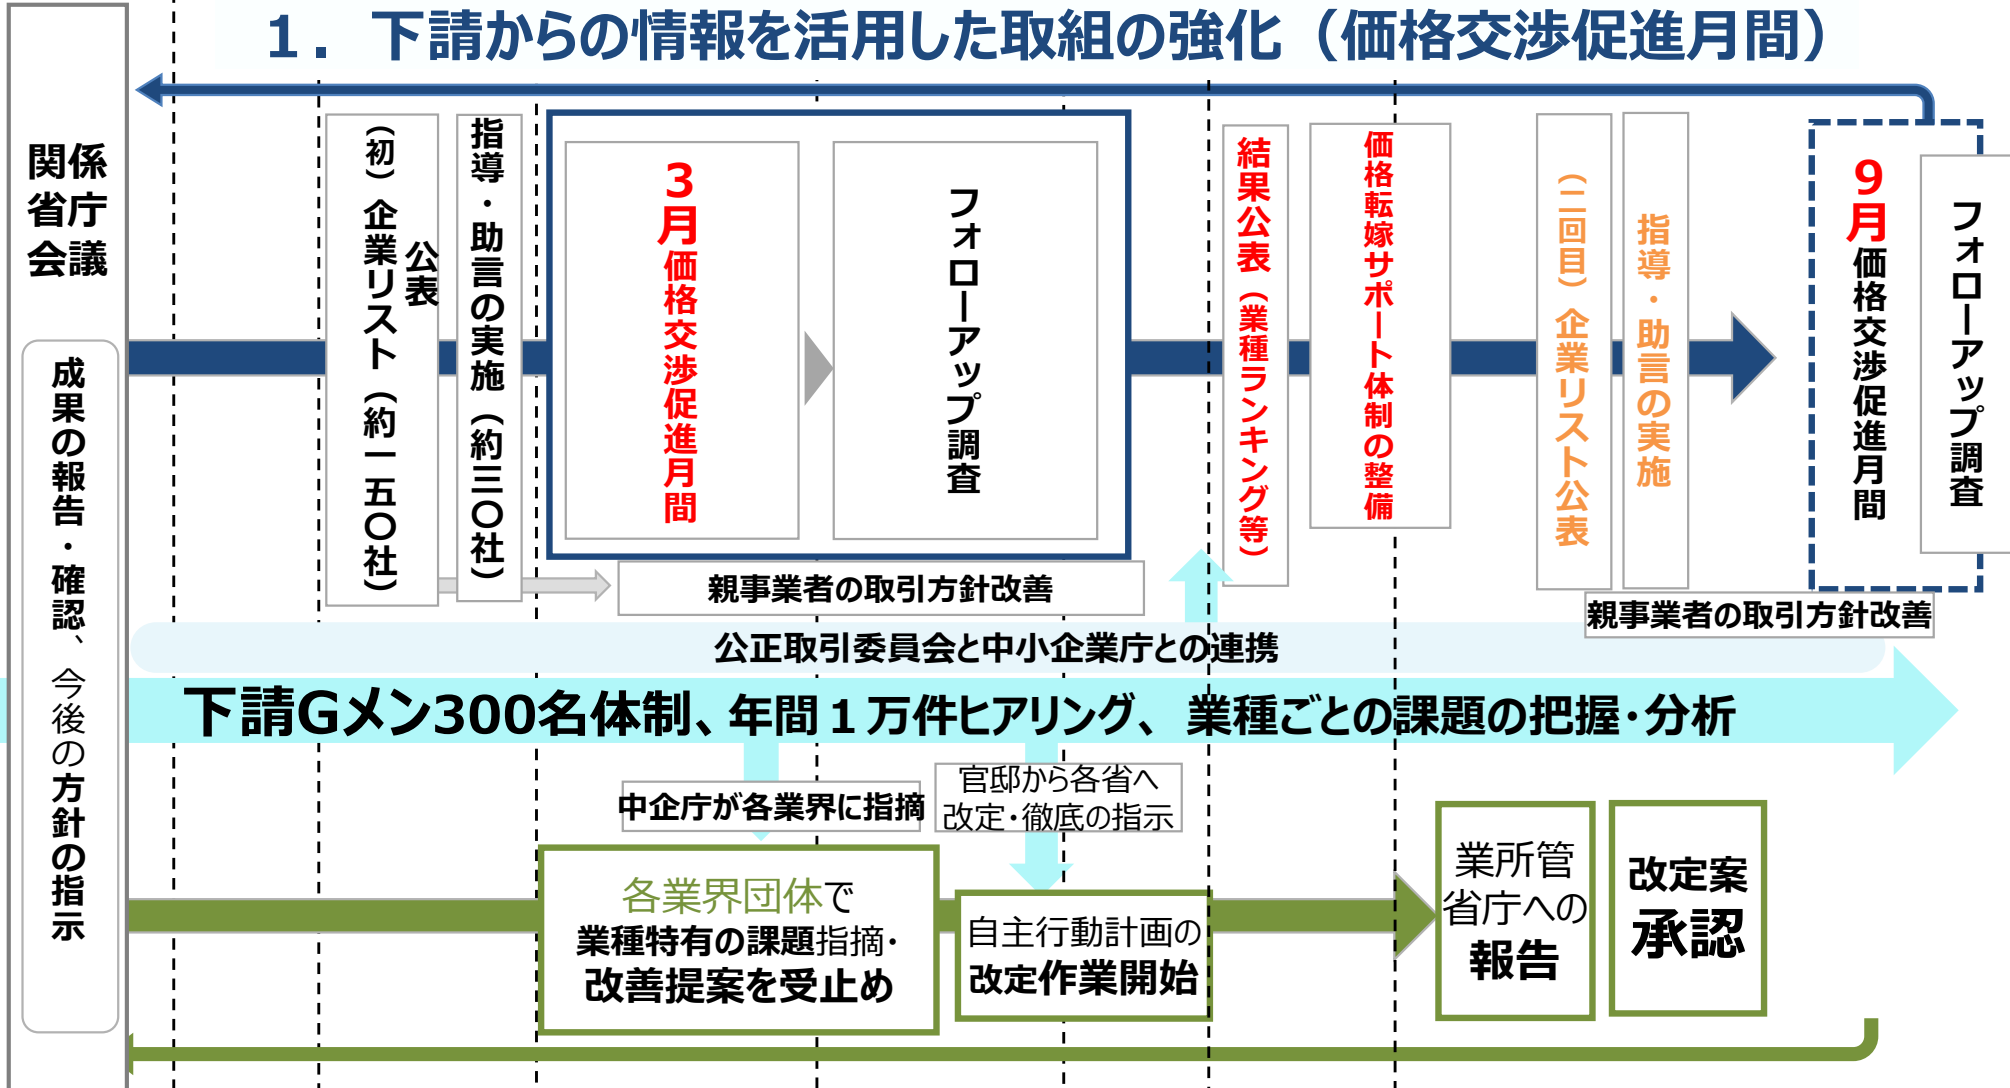 １．下請からの情報を活用した取組の強化（価格交渉促進月間）
関係
省庁
会議
成果の報告・確認、今後の方針の指示
（初）企業リスト（約一五〇社）
公表
指導・助言の実施（約三〇社）
３月価格交渉促進月間
フォローアップ調査
結果公表（業種ランキング等）
価格転嫁サポート体制の整備
（二回目）企業リスト公表
指導・助言の実施
９月価格交渉促進月間
フォローアップ調査
親事業者の取引方針改善
親事業者の取引方針改善
公正取引委員会と中小企業庁との連携
下請Gメン300名体制、年間１万件ヒアリング、業種ごとの課題の把握・分析
中企庁が各業界に指摘
官邸から各省へ
改定・徹底の指示
各業界団体で
業種特有の課題指摘・
改善提案を受止め
自主行動計画の
改定作業開始
業所管
省庁への
報告
改定案
承認